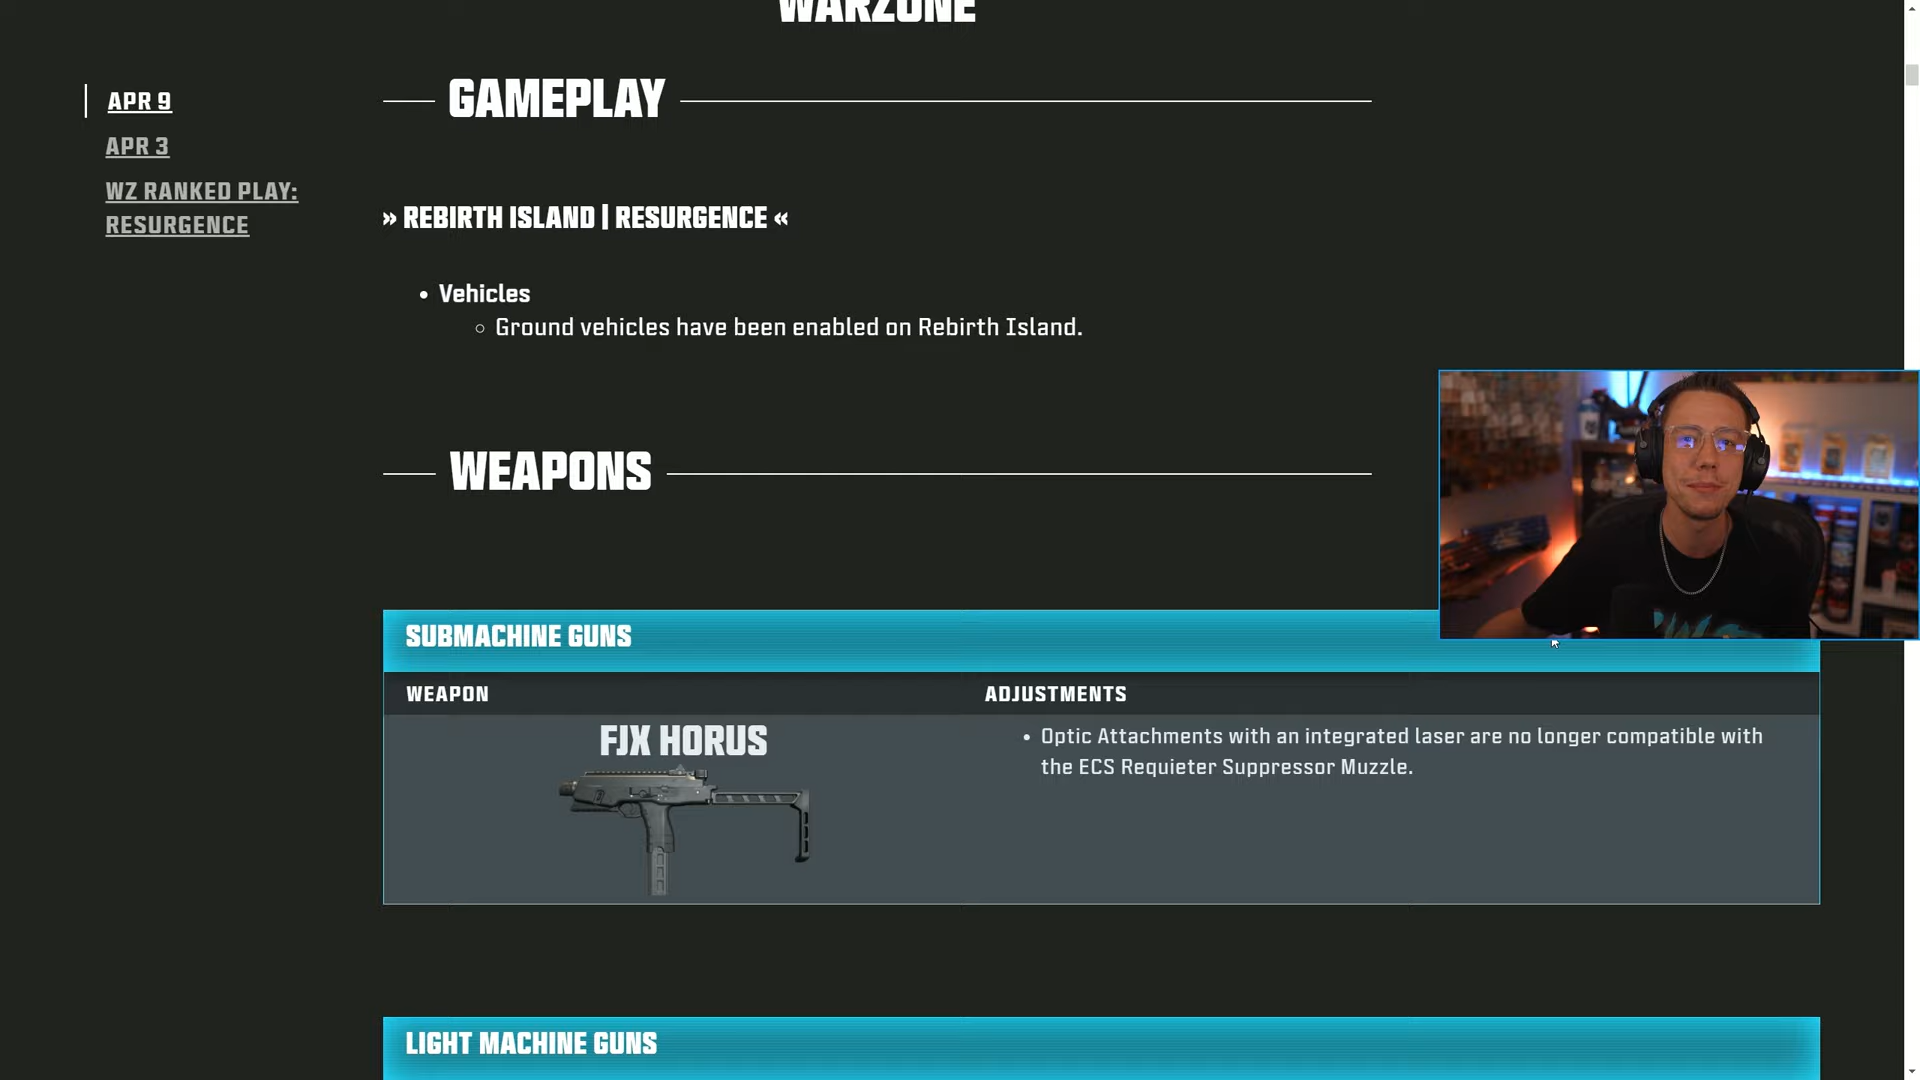 WARZONE
APR 9
APR 3
WZ RANKED PLAY:
RESURGENCE
GAMEPLAY
» REBIRTH ISLAND | RESURGENCE «
• Vehicles
○ Ground vehicles have been enabled on Rebirth Island.
WEAPONS
SUBMACHINE GUNS
WEAPON ADJUSTMENTS
FJX HORUS
• Optic Attachments with an integrated laser are no longer compatible with
the ECS Requieter Suppressor Muzzle.
LIGHT MACHINE GUNS